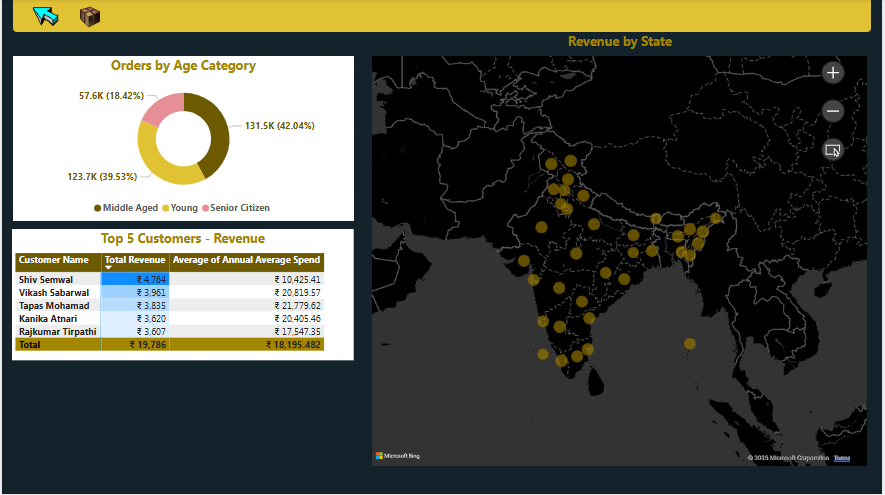 Revenue by State
Orders by Age Category
57.6K (18.42%)
131.5K (42.04%)
123.7K (39.53%)
Middle Aged Young Senior Citizen
Top 5 Customers - Revenue
Customer Name Total Revenue Average of Annual Average Spend
Shiv Semwal ₹ 4,764 ₹ 10,425.41
Vikash Sabarwal ₹ 3,961 ₹ 20,819.57
Tapas Mohamad ₹ 3,835 ₹ 21,779.62
Kanika Atnari ₹ 3,620 ₹ 20,405.46
Rajkumar Tirpathi ₹ 3,607 ₹ 17,547.35
Total ₹ 19,786 ₹ 18,195.482
Microsoft Bing
© 2025 Microsoft Corporation Terms